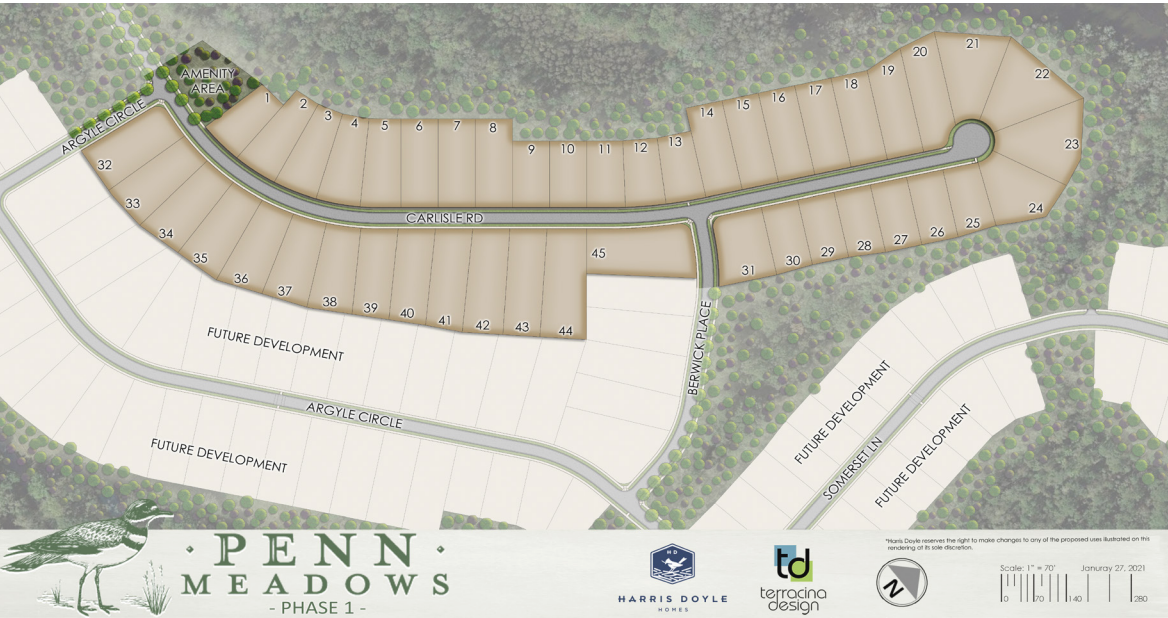 AMENITY
AREA
ARGYLE CIRCLE
1
2
3
4
5
6
7
8
9
10
11
12
13
14
15
16
17
18
19
20
21
22
23
24
25
26
27
28
29
30
31
32
33
34
35
36
37
38
39
40
41
42
43
44
45
CARLISLE RD
BERWICK PLACE
FUTURE DEVELOPMENT
ARGYLE CIRCLE
FUTURE DEVELOPMENT
FUTURE DEVELOPMENT
SOMERSET LN
FUTURE DEVELOPMENT
· PENN ·
MEADOWS
- PHASE 1 -
HD
HARRIS DOYLE
HOMES
td
terracina
design
*Harris Doyle reserves the right to make changes to any of the proposed uses illustrated on this
rendering at its sole discretion.
N
Scale: 1" = 70'
Januray 27, 2021
0 70 140 280